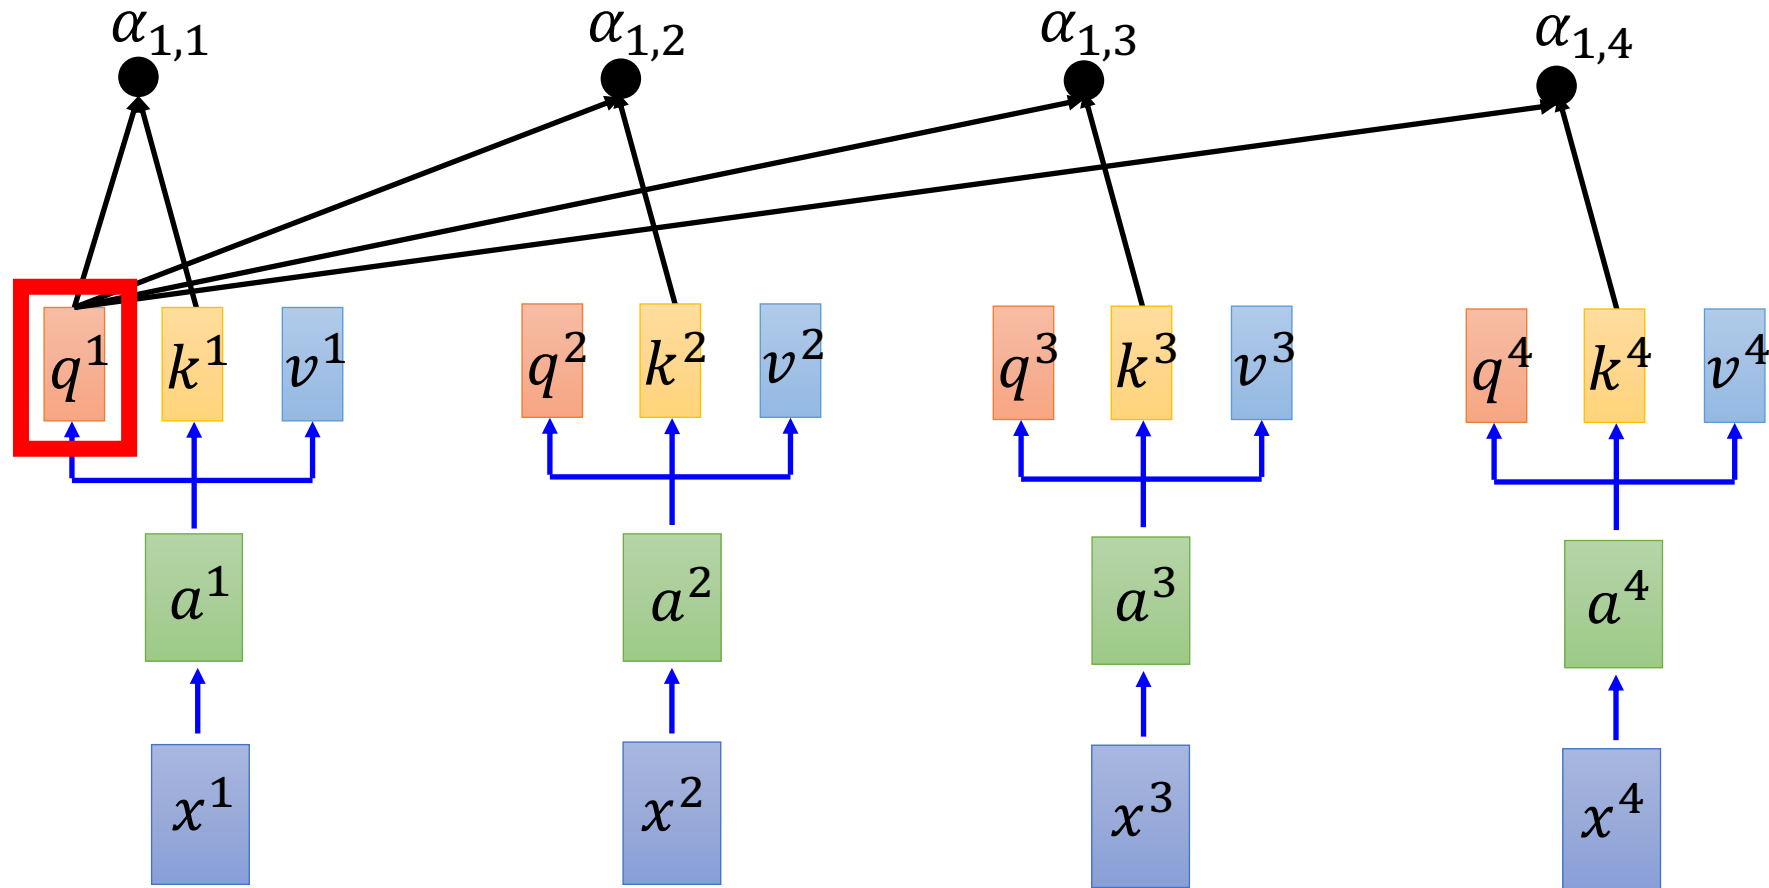 α₁,₁ α₁,₂ α₁,₃ α₁,₄
q¹ k¹ v¹ q² k² v² q³ k³ v³ q⁴ k⁴ v⁴
a¹ a² a³ a⁴
x¹ x² x³ x⁴